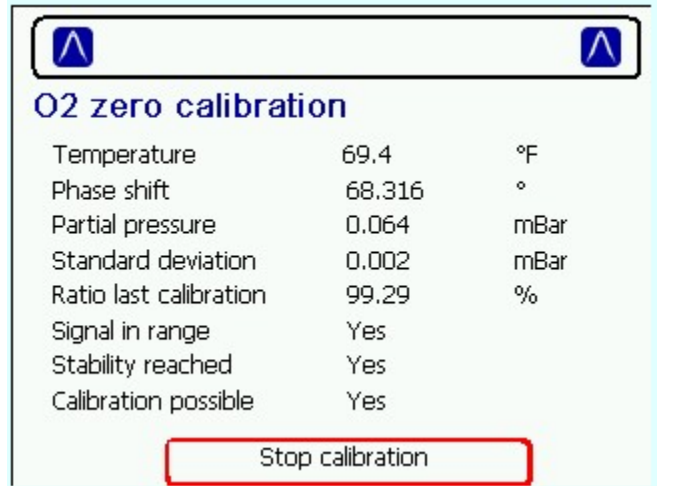 O2 zero calibration
Temperature 69.4 °F
Phase shift 68.316 °
Partial pressure 0.064 mBar
Standard deviation 0.002 mBar
Ratio last calibration 99.29 %
Signal in range Yes
Stability reached Yes
Calibration possible Yes
Stop calibration